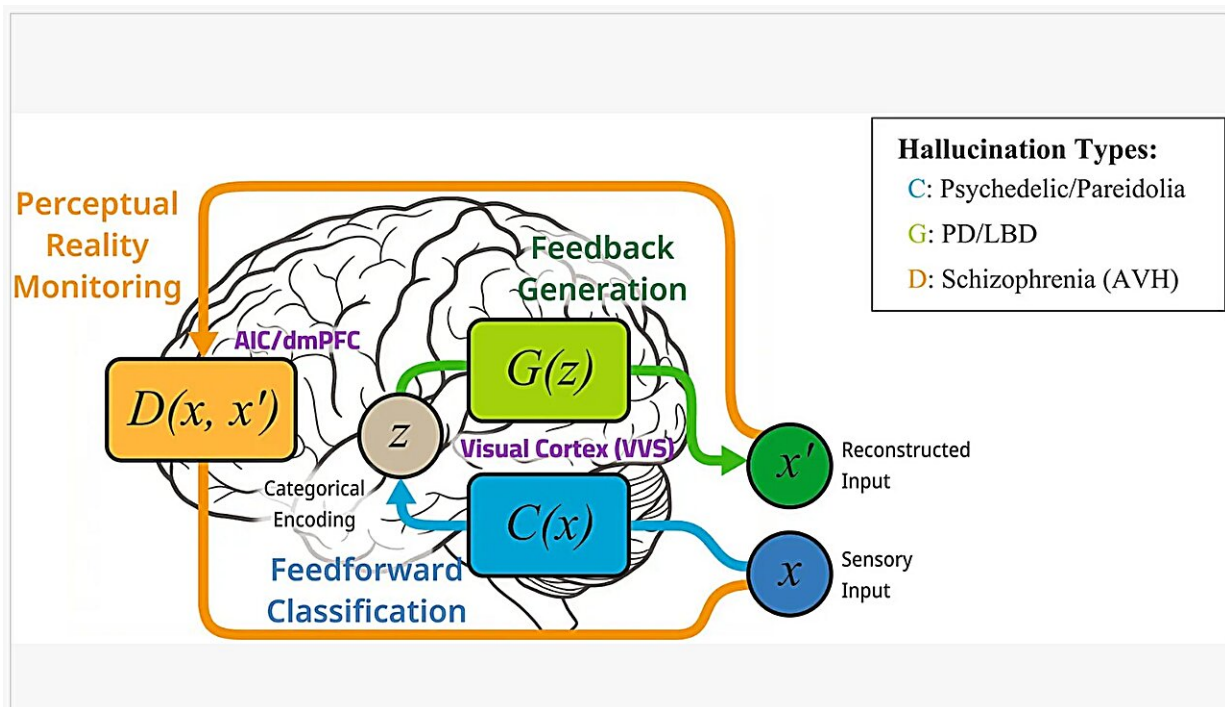 Hallucination Types:
C: Psychedelic/Pareidolia
G: PD/LBD
D: Schizophrenia (AVH)
Perceptual
Reality
Monitoring
Feedback
Generation
AIC/dmPFC
G(z)
D(x, x')
z
Visual Cortex (VVS)
x'
Reconstructed
Input
Categorical
Encoding
C(x)
x
Sensory
Input
Feedforward
Classification